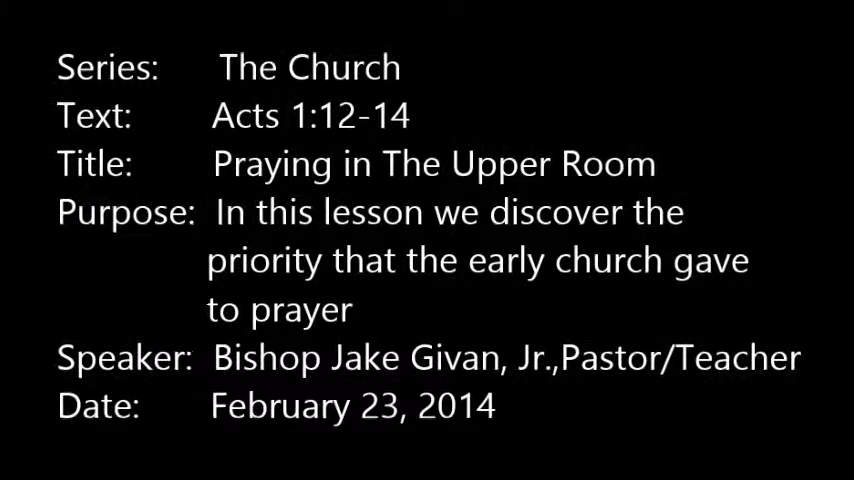 Series: The Church
Text: Acts 1:12-14
Title: Praying in The Upper Room
Purpose: In this lesson we discover the
priority that the early church gave
to prayer
Speaker: Bishop Jake Givan, Jr.,Pastor/Teacher
Date: February 23, 2014